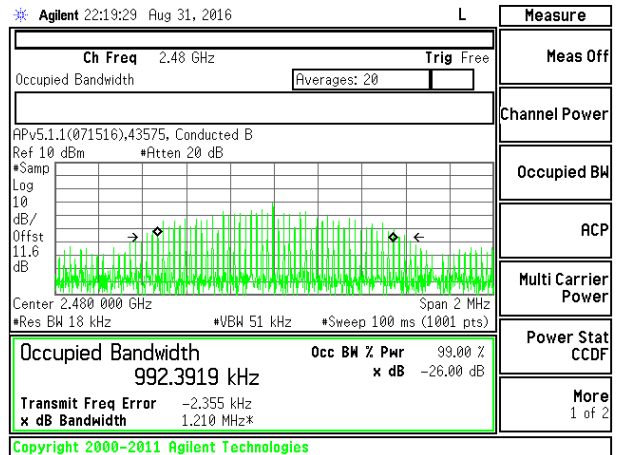 Agilent 22:19:29 Aug 31, 2016 L Measure
Ch Freq 2.48 GHz Trig Free
Occupied Bandwidth Averages: 20
Meas Off
Channel Power
Occupied BW
ACP
Multi Carrier
Power
Power Stat
CCDF
More
1 of 2
APv5.1.1(071516),43575, Conducted B
Ref 10 dBm #Atten 20 dB
#Samp
Log
10
dB/
Offst
11.6
dB
Center 2.480 000 GHz Span 2 MHz
#Res BW 18 kHz #VBW 51 kHz #Sweep 100 ms (1001 pts)
Occupied Bandwidth Occ BW % Pwr 99.00 %
992.3919 kHz x dB -26.00 dB
Transmit Freq Error -2.355 kHz
x dB Bandwidth 1.210 MHz*
Copyright 2000-2011 Agilent Technologies